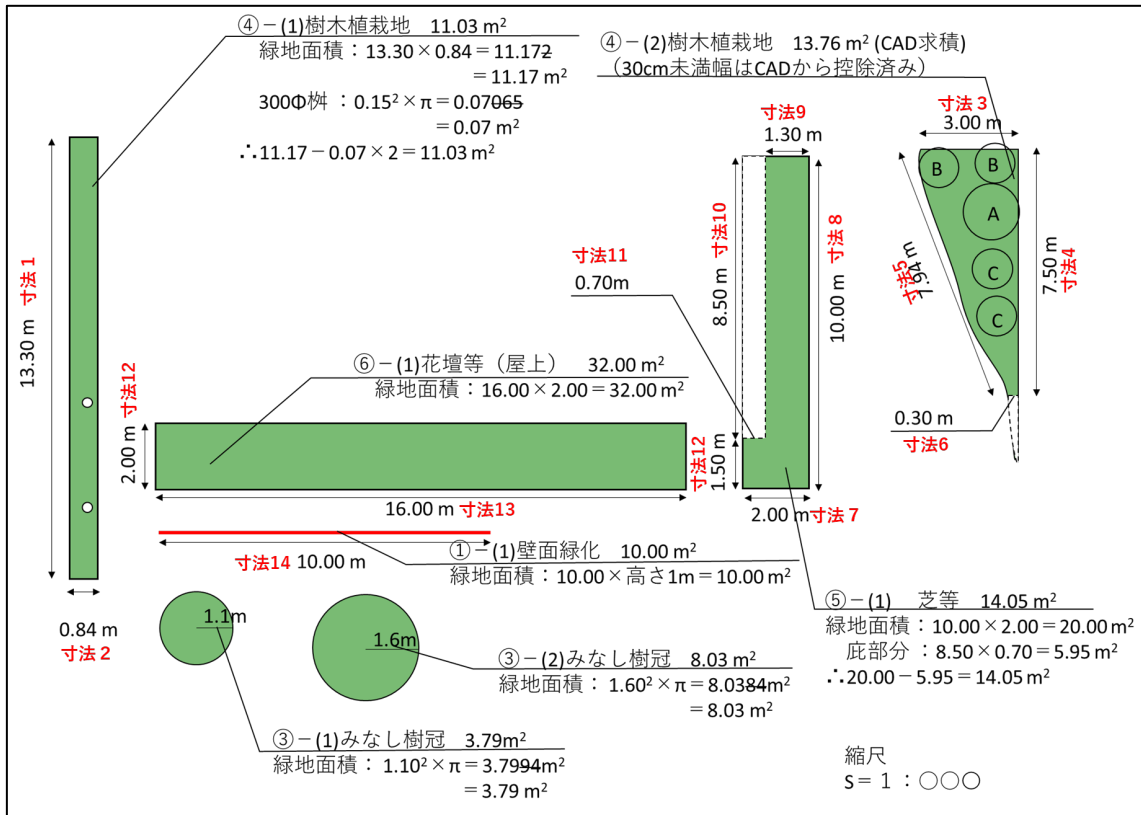 ④－(1)樹木植栽地　11.03 m²
緑地面積：13.30×0.84＝11.172
＝11.17 m²
300Φ桝 ：0.15²×π＝0.07065
＝0.07 m²
∴11.17－0.07×2＝11.03 m²
④－(2)樹木植栽地　13.76 m² (CAD求積)
（30cm未満幅はCADから控除済み）
寸法３
3.00 m
寸法9
1.30 m
B
B
A
C
C
寸法5
7.94 m
7.50 m
寸法4
0.30 m
寸法6
寸法10
8.50 m
寸法８
10.00 m
寸法11
0.70m
13.30 m 寸法１
⑥－(1)花壇等（屋上）　32.00 m²
緑地面積：16.00×2.00＝32.00 m²
2.00 m 寸法12
寸法12
1.50 m
16.00 m 寸法13
2.00 m 寸法７
寸法14 10.00 m
①－(1)壁面緑化　10.00 m²
緑地面積：10.00×高さ1m＝10.00 m²
0.84 m
寸法２
1.1m
1.6m
⑤－(1)　芝等　14.05 m²
緑地面積：10.00×2.00＝20.00 m²
庇部分 ：8.50×0.70＝5.95 m²
∴20.00－5.95＝14.05 m²
③－(2)みなし樹冠　8.03 m²
緑地面積： 1.60²×π＝8.0384m²
＝8.03 m²
③－(1)みなし樹冠　3.79m²
緑地面積： 1.10²×π＝3.7994m²
＝3.79 m²
縮尺
S＝１：○○○